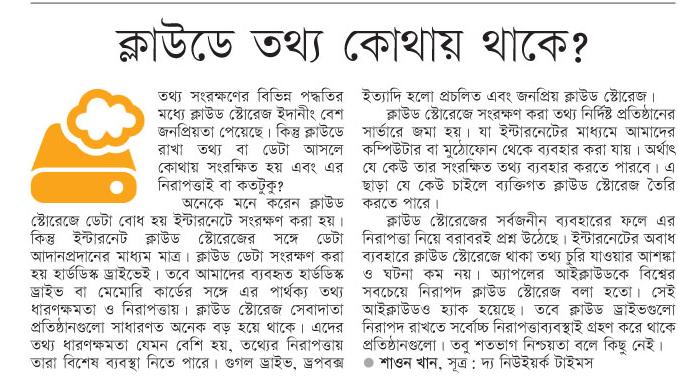 ক্লাউডে তথ্য কোথায় থাকে?
তথ্য সংরক্ষণের বিভিন্ন পদ্ধতির
মধ্যে ক্লাউড স্টোরেজ ইদানীং বেশ
জনপ্রিয়তা পেয়েছে। কিন্তু ক্লাউডে
রাখা তথ্য বা ডেটা আসলে
কোথায় সংরক্ষিত হয় এবং এর
নিরাপত্তাই বা কতটুকু?
অনেকে মনে করেন ক্লাউড
স্টোরেজে ডেটা বোধ হয় ইন্টারনেটে সংরক্ষণ করা হয়।
কিন্তু ইন্টারনেট ক্লাউড স্টোরেজের সঙ্গে ডেটা
আদানপ্রদানের মাধ্যম মাত্র। ক্লাউড ডেটা সংরক্ষণ করা
হয় হার্ডডিস্ক ড্রাইভেই। তবে আমাদের ব্যবহৃত হার্ডডিস্ক
ড্রাইভ বা মেমোরি কার্ডের সঙ্গে এর পার্থক্য তথ্য
ধারণক্ষমতা ও নিরাপত্তায়। ক্লাউড স্টোরেজ সেবাদাতা
প্রতিষ্ঠানগুলো সাধারণত অনেক বড় হয়ে থাকে। এদের
তথ্য ধারণক্ষমতা যেমন বেশি হয়, তথ্যের নিরাপত্তায়
তারা বিশেষ ব্যবস্থা নিতে পারে। গুগল ড্রাইভ, ড্রপবক্স
ইত্যাদি হলো প্রচলিত এবং জনপ্রিয় ক্লাউড স্টোরেজ।
ক্লাউড স্টোরেজে সংরক্ষণ করা তথ্য নির্দিষ্ট প্রতিষ্ঠানের
সার্ভারে জমা হয়। যা ইন্টারনেটের মাধ্যমে আমাদের
কম্পিউটার বা মুঠোফোন থেকে ব্যবহার করা যায়। অর্থাৎ
যে কেউ তার সংরক্ষিত তথ্য ব্যবহার করতে পারবে। এ
ছাড়া যে কেউ চাইলে ব্যক্তিগত ক্লাউড স্টোরেজ তৈরি
করতে পারে।
ক্লাউড স্টোরেজের সর্বজনীন ব্যবহারের ফলে এর
নিরাপত্তা নিয়ে বরাবরই প্রশ্ন উঠেছে। ইন্টারনেটের অবাধ
ব্যবহারে ক্লাউড স্টোরেজে থাকা তথ্য চুরি যাওয়ার আশঙ্কা
ও ঘটনা কম নয়। অ্যাপলের আইক্লাউডকে বিশ্বের
সবচেয়ে নিরাপদ ক্লাউড স্টোরেজ বলা হতো। সেই
আইক্লাউডও হ্যাক হয়েছে। তবে ক্লাউড ড্রাইভগুলো
নিরাপদ রাখতে সর্বোচ্চ নিরাপত্তাব্যবস্থাই গ্রহণ করে থাকে
প্রতিষ্ঠানগুলো। তবু শতভাগ নিশ্চয়তা বলে কিছু নেই।
● শাওন খান, সূত্র : দ্য নিউইয়র্ক টাইমস